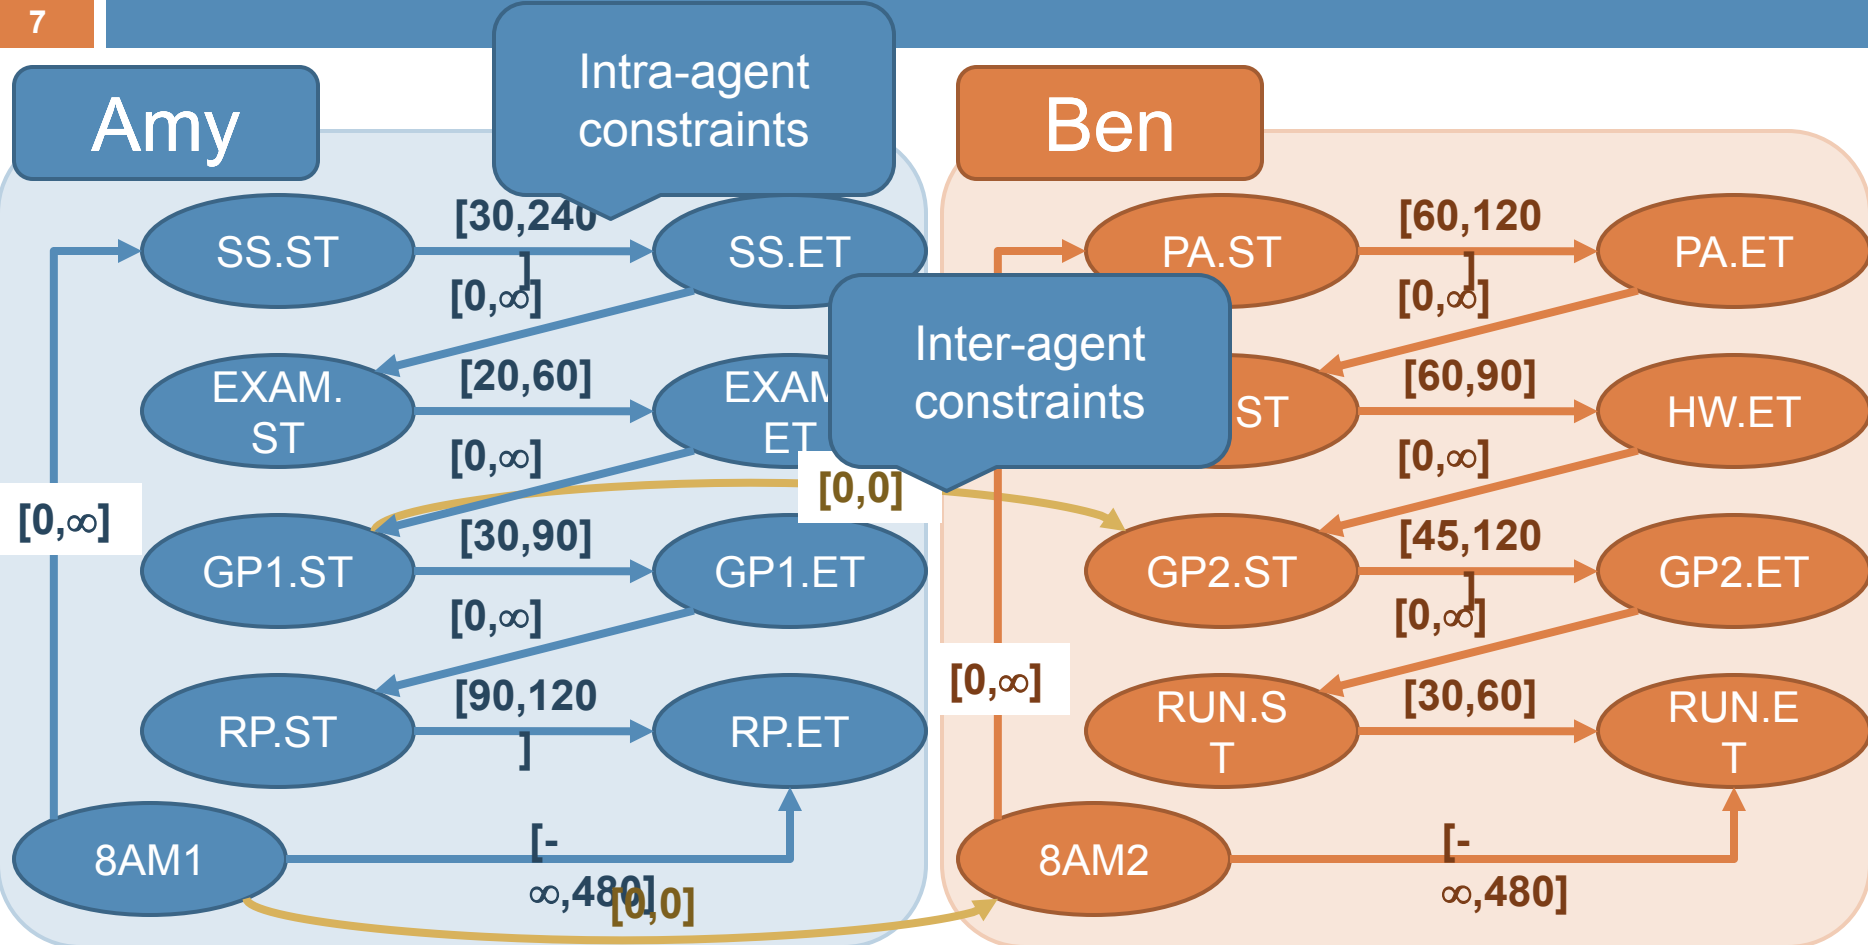 7
Intra-agent
constraints
Amy
Ben
[30,240
]
SS.ST
SS.ET
[60,120
]
PA.ST
PA.ET
[0,∞]
[0,∞]
Inter-agent
constraints
EXAM.
ST
[20,60]
EXAM
ET
ST
[60,90]
HW.ET
[0,∞]
[0,∞]
[0,0]
[0,∞]
GP1.ST
[30,90]
GP1.ET
GP2.ST
[45,120
]
GP2.ET
[0,∞]
[0,∞]
[0,∞]
RP.ST
[90,120
]
RP.ET
RUN.S
T
[30,60]
RUN.E
T
8AM1
[-
∞,480]
[0,0]
8AM2
[-
∞,480]